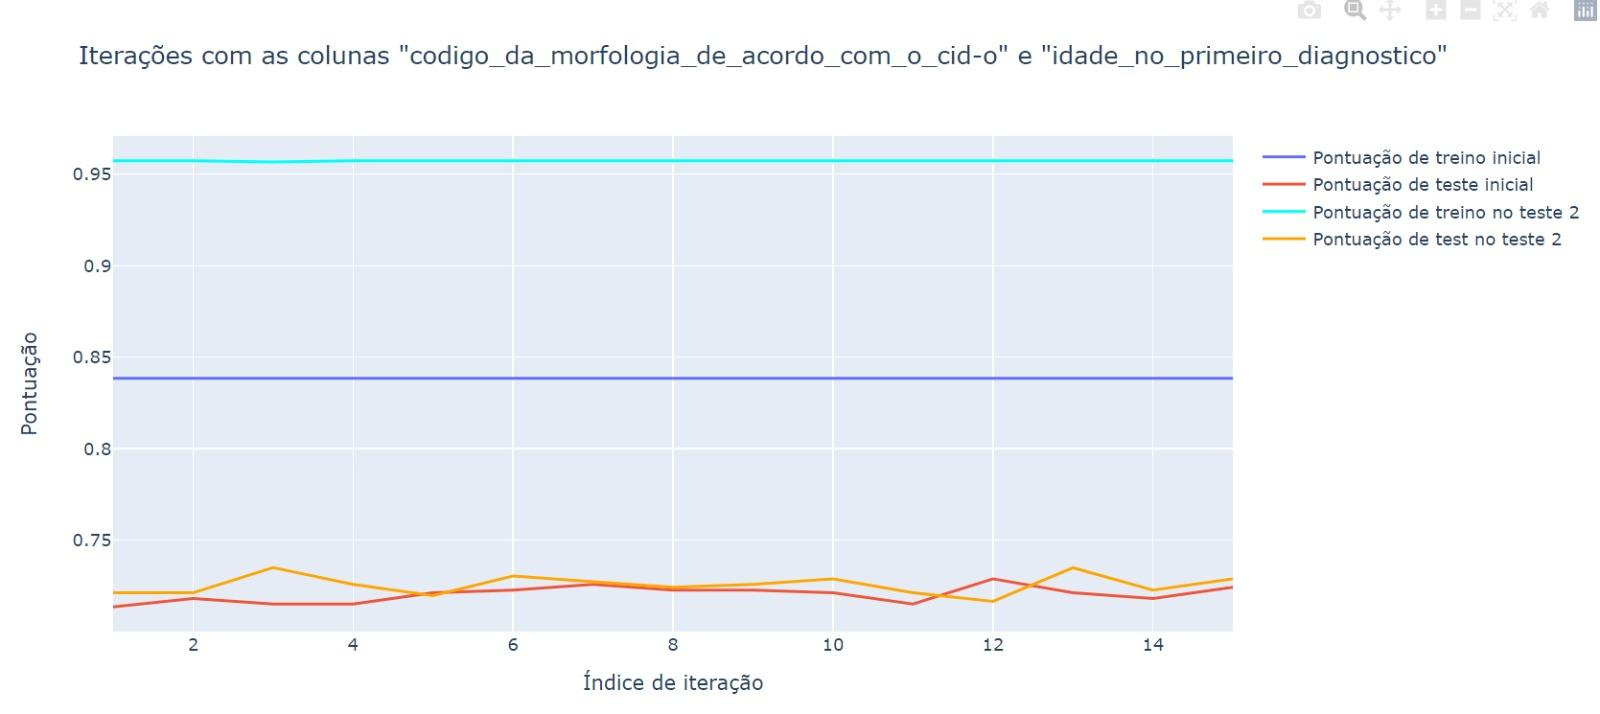 Iterações com as colunas "codigo_da_morfologia_de_acordo_com_o_cid-o" e "idade_no_primeiro_diagnostico"
Pontuação
0.95
0.9
0.85
0.8
0.75
2 4 6 8 10 12 14
Índice de iteração
Pontuação de treino inicial
Pontuação de teste inicial
Pontuação de treino no teste 2
Pontuação de test no teste 2